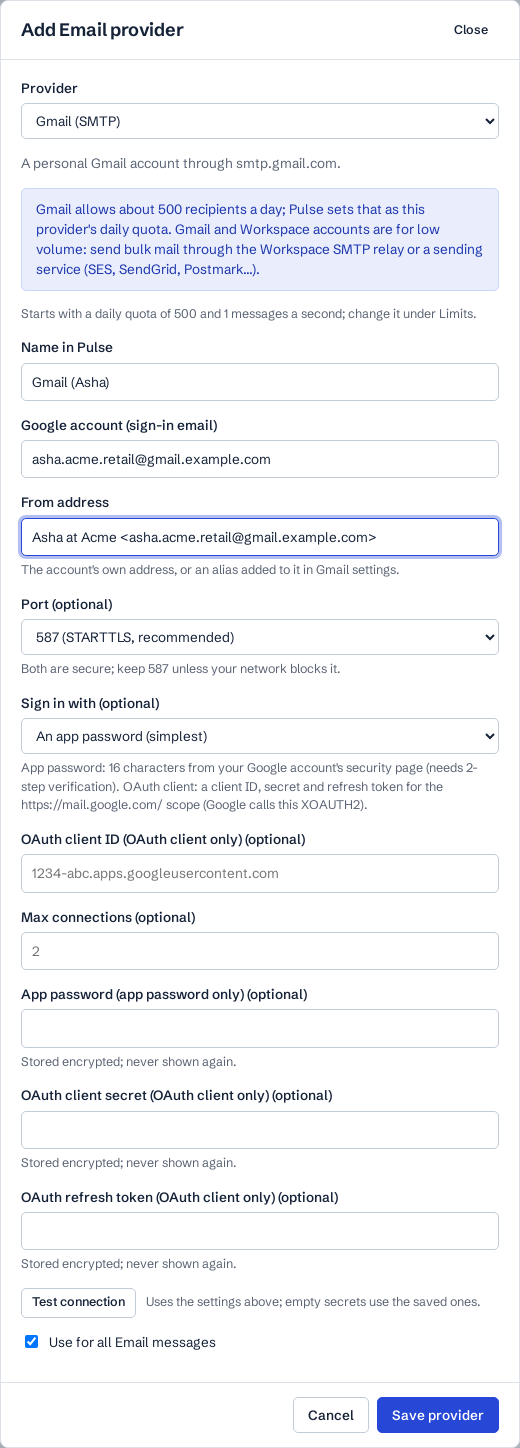 Add Email provider
Close
Provider
Gmail (SMTP)
A personal Gmail account through smtp.gmail.com.
Gmail allows about 500 recipients a day; Pulse sets that as this
provider's daily quota. Gmail and Workspace accounts are for low
volume: send bulk mail through the Workspace SMTP relay or a sending
service (SES, SendGrid, Postmark…).
Starts with a daily quota of 500 and 1 messages a second; change it under Limits.
Name in Pulse
Gmail (Asha)
Google account (sign-in email)
asha.acme.retail@gmail.example.com
From address
Asha at Acme <asha.acme.retail@gmail.example.com>
The account's own address, or an alias added to it in Gmail settings.
Port (optional)
587 (STARTTLS, recommended)
Both are secure; keep 587 unless your network blocks it.
Sign in with (optional)
An app password (simplest)
App password: 16 characters from your Google account's security page (needs 2-
step verification). OAuth client: a client ID, secret and refresh token for the
https://mail.google.com/ scope (Google calls this XOAUTH2).
OAuth client ID (OAuth client only) (optional)
1234-abc.apps.googleusercontent.com
Max connections (optional)
2
App password (app password only) (optional)
Stored encrypted; never shown again.
OAuth client secret (OAuth client only) (optional)
Stored encrypted; never shown again.
OAuth refresh token (OAuth client only) (optional)
Stored encrypted; never shown again.
Test connection
Uses the settings above; empty secrets use the saved ones.
Use for all Email messages
Cancel
Save provider